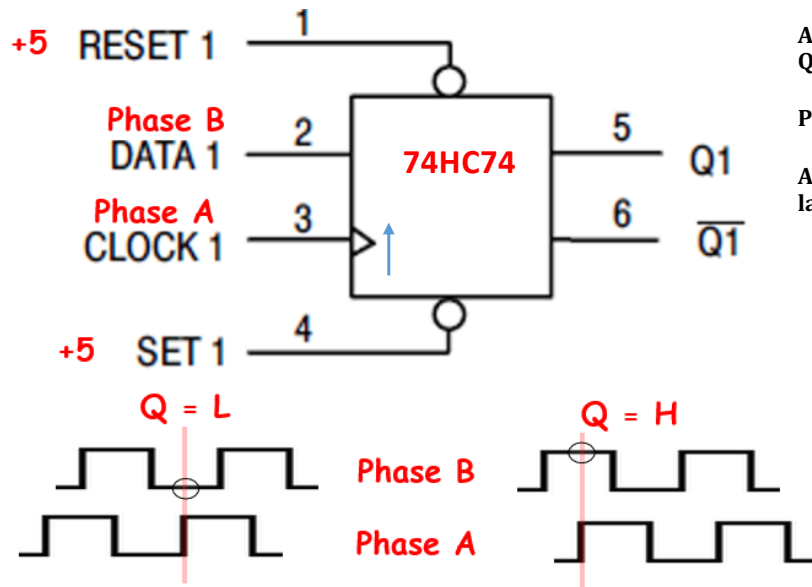 +5 RESET 1 1
Phase B
DATA 1 2
74HC74
5 Q1
Phase A
CLOCK 1 3
6 Q1
+5 SET 1 4
Q = L
Q = H
Phase B
Phase A